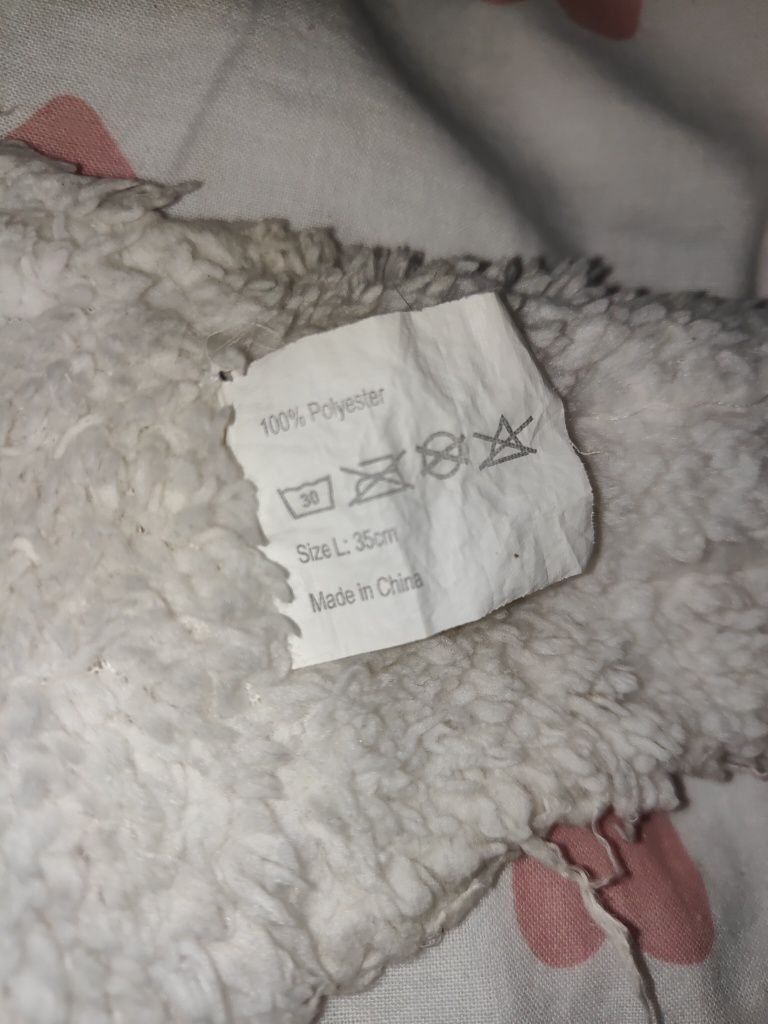 100% Polyester
30
Size L: 35cm
Made in China